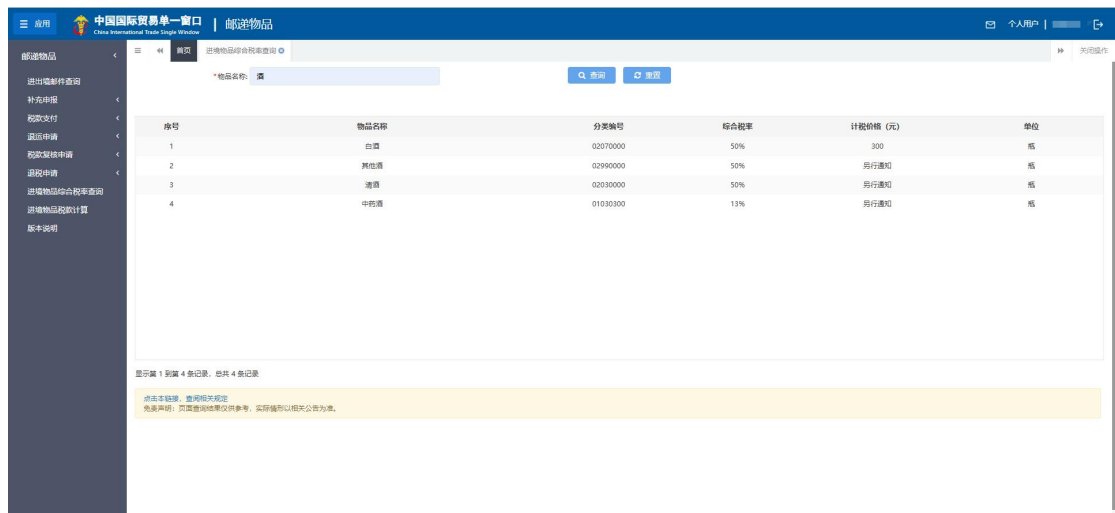 三 应用
中国国际贸易单一窗口 | 邮递物品
China International Trade Single Window
个人用户 |
邮递物品
进出境邮件查询
补充申报
税款支付
退运申请
税款复核申请
退税申请
进境物品综合税率查询
进境物品税款计算
版本说明
首页 进境物品综合税率查询
关闭操作
*物品名称: 酒
查询 重置
序号 物品名称 分类编号 综合税率 计税价格 (元) 单位
1 白酒 02070000 50% 300 瓶
2 其他酒 02990000 50% 另行通知 瓶
3 清酒 02030000 50% 另行通知 瓶
4 中药酒 01030300 13% 另行通知 瓶
显示第 1 到第 4 条记录，总共 4 条记录
点击本链接，查阅相关规定
免责声明：页面查询结果仅供参考，实际情形以相关公告为准。